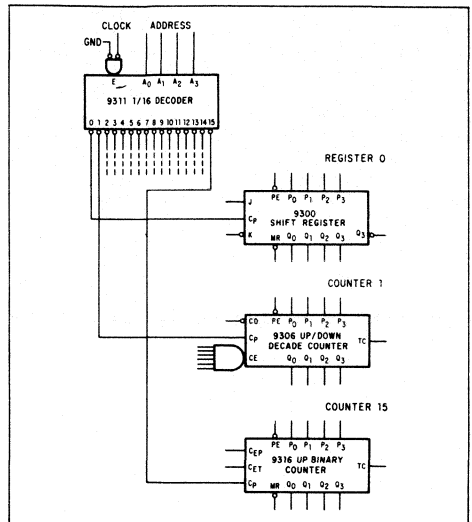 CLOCK ADDRESS
GND
E A0 A1 A2 A3
9311 1/16 DECODER
0 1 2 3 4 5 6 7 8 9 10 11 12 13 14 15
REGISTER 0
PE P0 P1 P2 P3
J
9300
SHIFT REGISTER
CP
Q3
K
MR Q0 Q1 Q2 Q3
COUNTER 1
CD PE P0 P1 P2 P3
CP
9306 UP/DOWN
DECADE COUNTER
TC
CE
Q0 Q1 Q2 Q3
COUNTER 15
PE P0 P1 P2 P3
CEP
9316 UP BINARY
COUNTER
CET
TC
CP
MR Q0 Q1 Q2 Q3